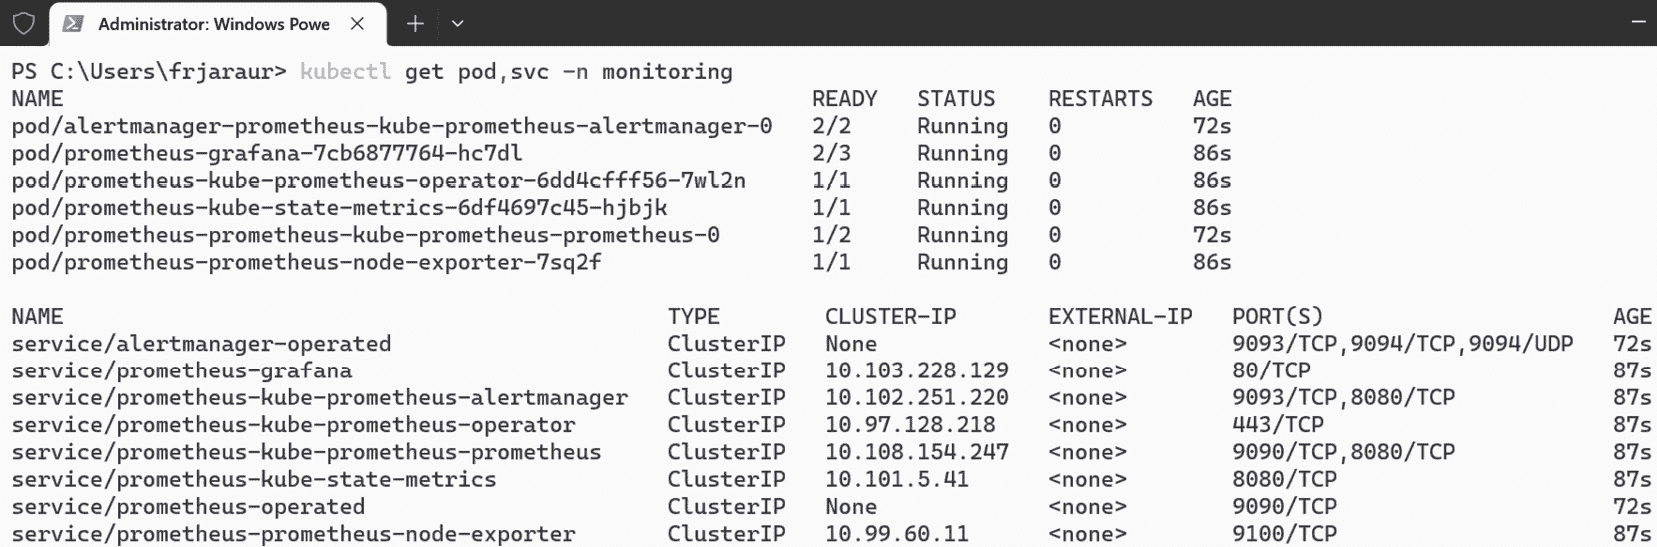 Administrator: Windows Powe
PS C:\Users\frjaraur> kubectl get pod,svc -n monitoring
NAME READY STATUS RESTARTS AGE
pod/alertmanager-prometheus-kube-prometheus-alertmanager-0 2/2 Running 0 72s
pod/prometheus-grafana-7cb6877764-hc7dl 2/3 Running 0 86s
pod/prometheus-kube-prometheus-operator-6dd4cfff56-7wl2n 1/1 Running 0 86s
pod/prometheus-kube-state-metrics-6df4697c45-hjbjk 1/1 Running 0 86s
pod/prometheus-prometheus-kube-prometheus-prometheus-0 1/2 Running 0 72s
pod/prometheus-prometheus-node-exporter-7sq2f 1/1 Running 0 86s
NAME TYPE CLUSTER-IP EXTERNAL-IP PORT(S) AGE
service/alertmanager-operated ClusterIP None <none> 9093/TCP,9094/TCP,9094/UDP 72s
service/prometheus-grafana ClusterIP 10.103.228.129 <none> 80/TCP 87s
service/prometheus-kube-prometheus-alertmanager ClusterIP 10.102.251.220 <none> 9093/TCP,8080/TCP 87s
service/prometheus-kube-prometheus-operator ClusterIP 10.97.128.218 <none> 443/TCP 87s
service/prometheus-kube-prometheus-prometheus ClusterIP 10.108.154.247 <none> 9090/TCP,8080/TCP 87s
service/prometheus-kube-state-metrics ClusterIP 10.101.5.41 <none> 8080/TCP 87s
service/prometheus-operated ClusterIP None <none> 9090/TCP 72s
service/prometheus-prometheus-node-exporter ClusterIP 10.99.60.11 <none> 9100/TCP 87s